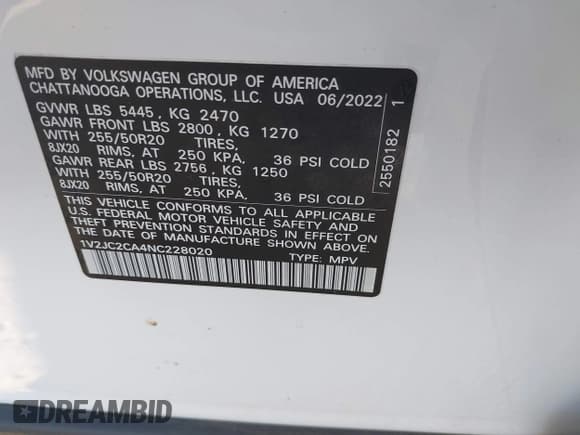 MFD BY VOLKSWAGEN GROUP OF AMERICA
CHATTANOOGA OPERATIONS, LLC. USA 06/2022
GVWR LBS 5445, KG 2470
GAWR FRONT LBS 2800, KG 1270
WITH 255/50R20 TIRES,
8JX20 RIMS, AT 250 KPA, 36 PSI COLD
GAWR REAR LBS 2756, KG 1250
WITH 255/50R20 TIRES,
8JX20 RIMS, AT 250 KPA, 36 PSI COLD
THIS VEHICLE CONFORMS TO ALL APPLICABLE
U.S. FEDERAL MOTOR VEHICLE SAFETY AND
THEFT PREVENTION STANDARDS IN EFFECT ON
THE DATE OF MANUFACTURE SHOWN ABOVE.
1V2JC2CA4NC228020 TYPE: MPV
2550182 1
DREAMBID